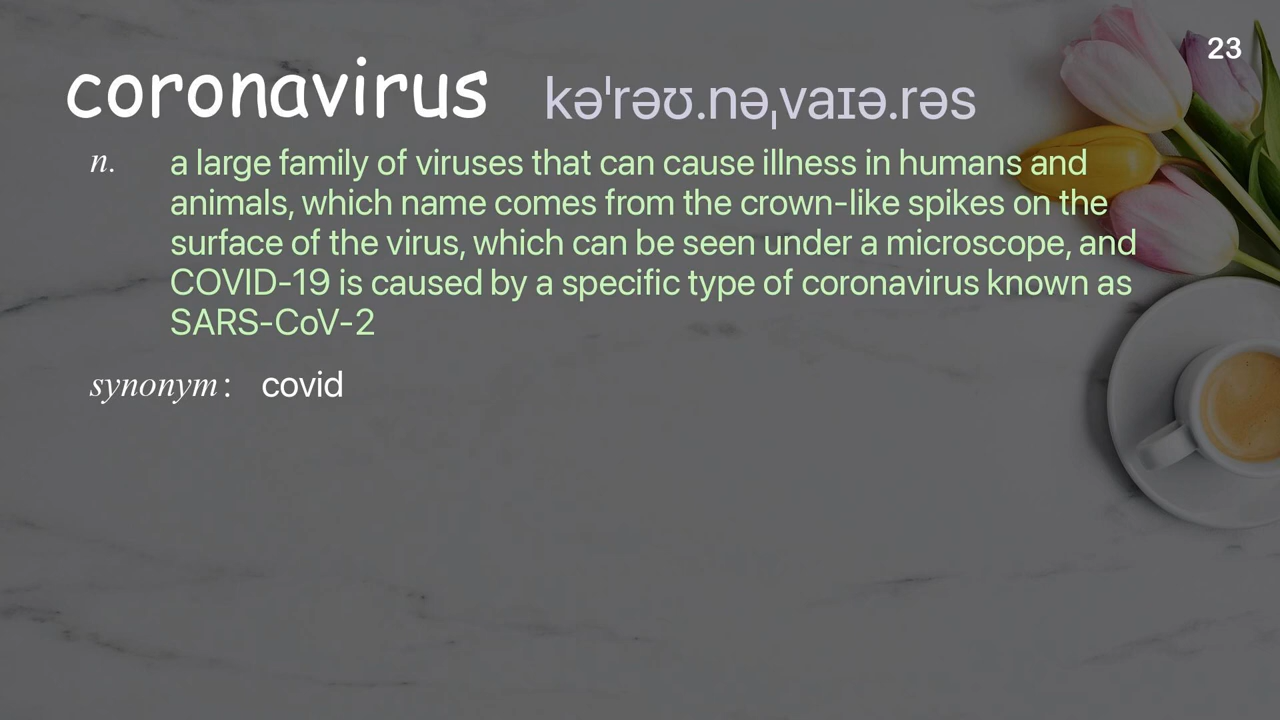 23
coronavirus kəˈrəʊ.nəˌvaɪə.rəs
n. a large family of viruses that can cause illness in humans and
animals, which name comes from the crown-like spikes on the
surface of the virus, which can be seen under a microscope, and
COVID-19 is caused by a specific type of coronavirus known as
SARS-CoV-2
synonym: covid